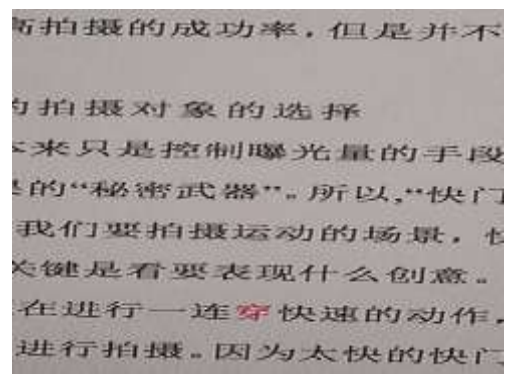 高拍摄的成功率，但是并不
的拍摄对象的选择
本来只是控制曝光量的手段
是的“秘密武器”。所以，“快门
我们要拍摄运动的场景，快
关键是看要表现什么创意。
在进行一连穿快速的动作，
进行拍摄。因为太快的快门